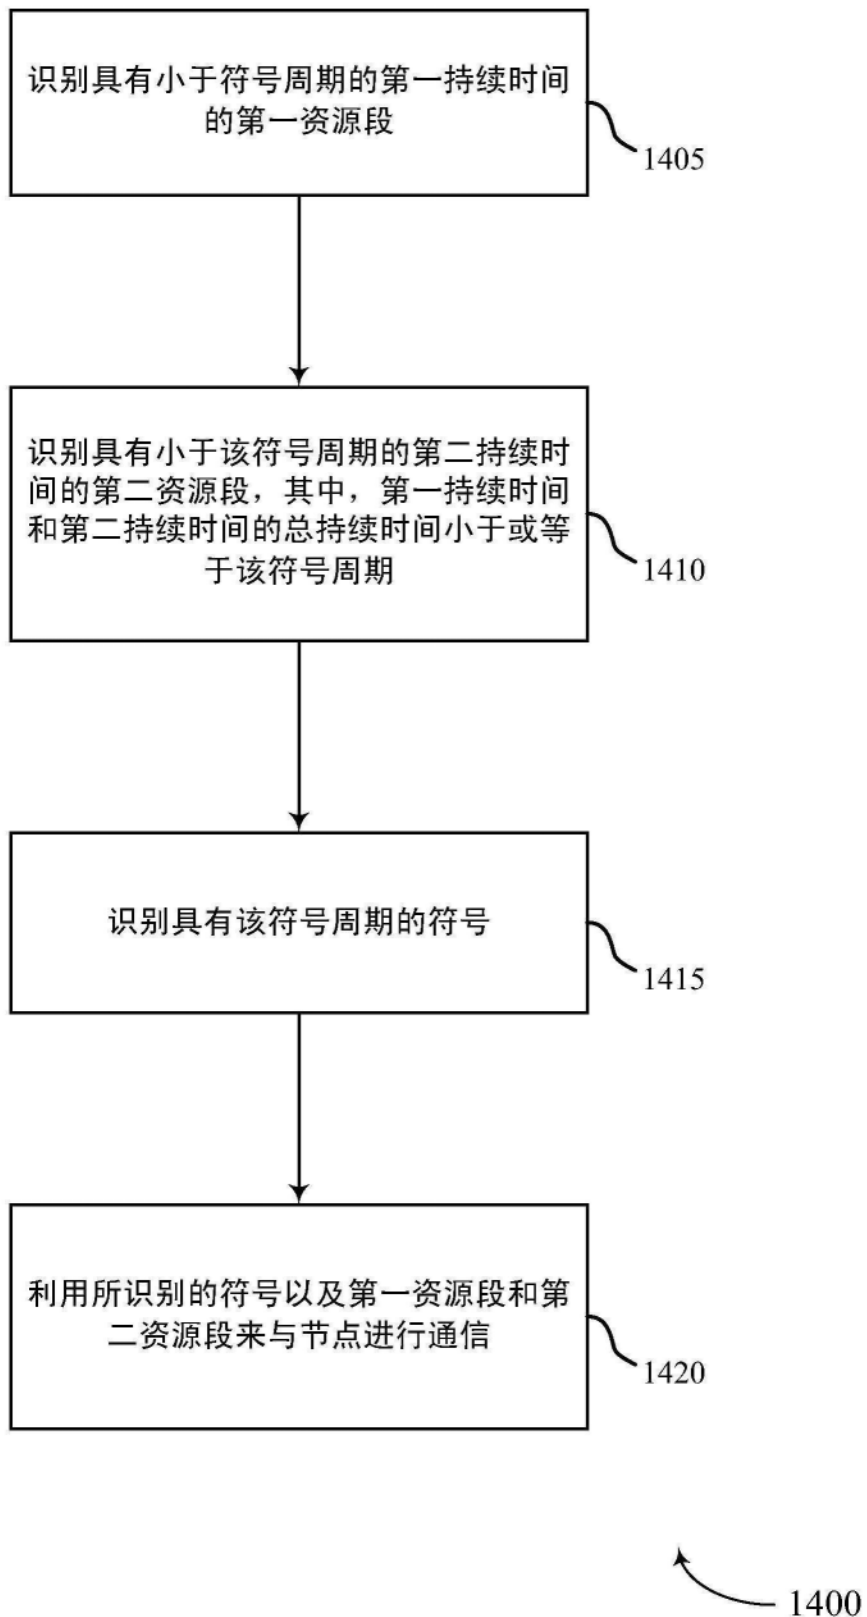 识别具有小于符号周期的第一持续时间
的第一资源段
1405
识别具有小于该符号周期的第二持续时
间的第二资源段，其中，第一持续时间
和第二持续时间的总持续时间小于或等
于该符号周期
1410
识别具有该符号周期的符号
1415
利用所识别的符号以及第一资源段和第
二资源段来与节点进行通信
1420
1400